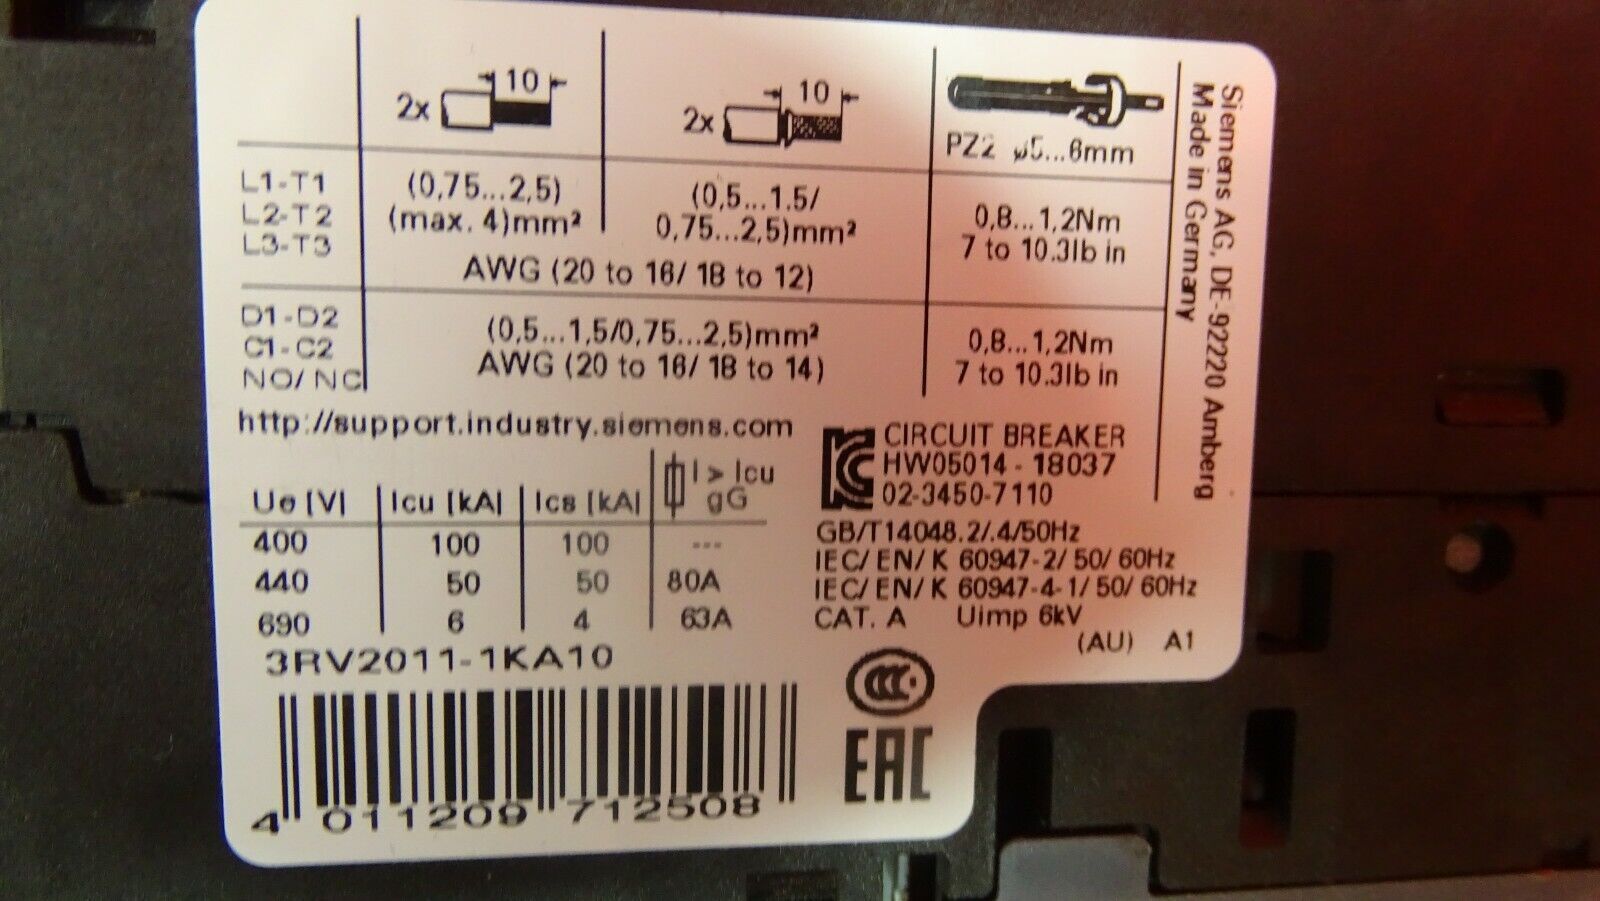 2x 10
2x 10
PZ2 ø5...6mm
L1-T1
L2-T2
L3-T3
(0,75...2,5)
(max. 4)mm²
(0,5...1.5/
0,75...2,5)mm²
AWG (20 to 16/ 18 to 12)
0,8...1,2Nm
7 to 10.3lb in
D1-D2
C1-C2
NO/NC
(0,5...1,5/0,75...2,5)mm²
AWG (20 to 16/ 18 to 14)
0,8...1,2Nm
7 to 10.3lb in
Siemens AG, DE-92220 Amberg
Made in Germany
http://support.industry.siemens.com
Ue [V] Icu [kA] Ics [kA] I > Icu gG
400 100 100 ---
440 50 50 80A
690 6 4 63A
3RV2011-1KA10
4 011209 712508
CIRCUIT BREAKER
HW05014-18037
02-3450-7110
GB/T14048.2/.4/50Hz
IEC/EN/K 60947-2/50/60Hz
IEC/EN/K 60947-4-1/50/60Hz
CAT. A Uimp 6kV
(AU) A1
CCC
EAC